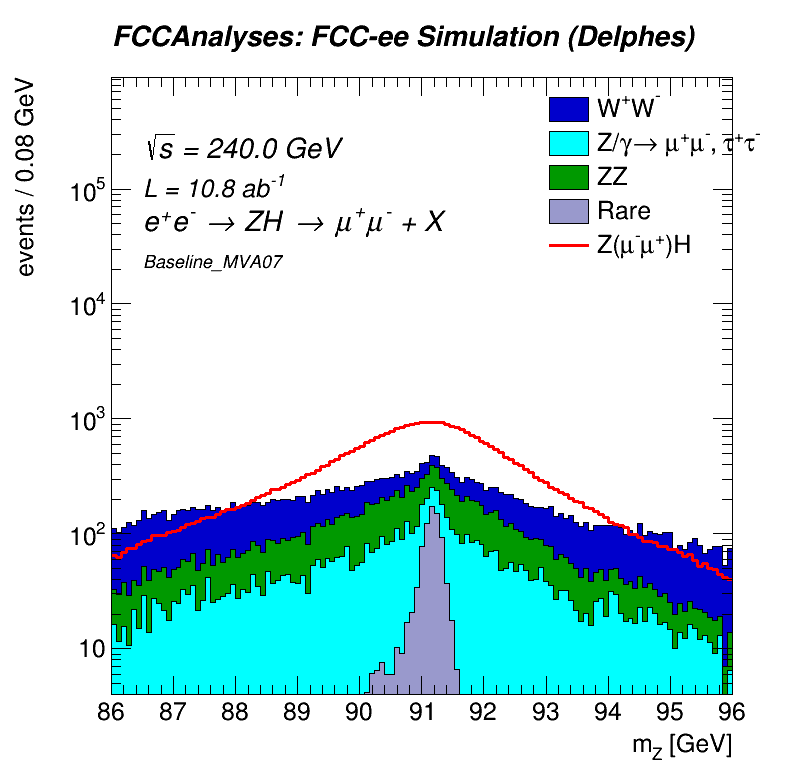 FCCAnalyses: FCC-ee Simulation (Delphes)
events / 0.08 GeV
√s = 240.0 GeV
L = 10.8 ab⁻¹
e⁺e⁻ → ZH → μ⁺μ⁻ + X
Baseline_MVA07
W⁺W⁻
Z/γ→ μ⁺μ⁻, τ⁺τ⁻
ZZ
Rare
Z(μ⁻μ⁺)H
10⁵
10⁴
10³
10²
10
86 87 88 89 90 91 92 93 94 95 96
m_Z [GeV]